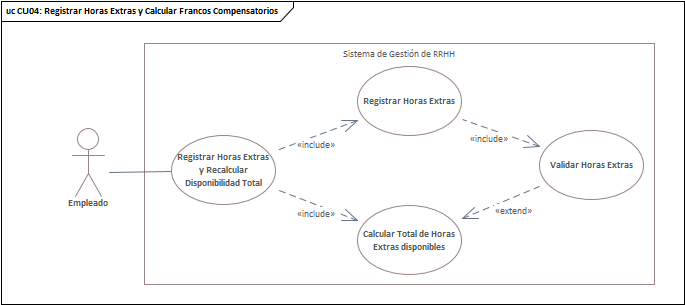 uc CU04: Registrar Horas Extras y Calcular Francos Compensatorios
Sistema de Gestión de RRHH
Registrar Horas Extras
«include»
«include»
Registrar Horas Extras
y Recalcular
Disponibilidad Total
Validar Horas Extras
Empleado
«include»
«extend»
Calcular Total de Horas
Extras disponibles